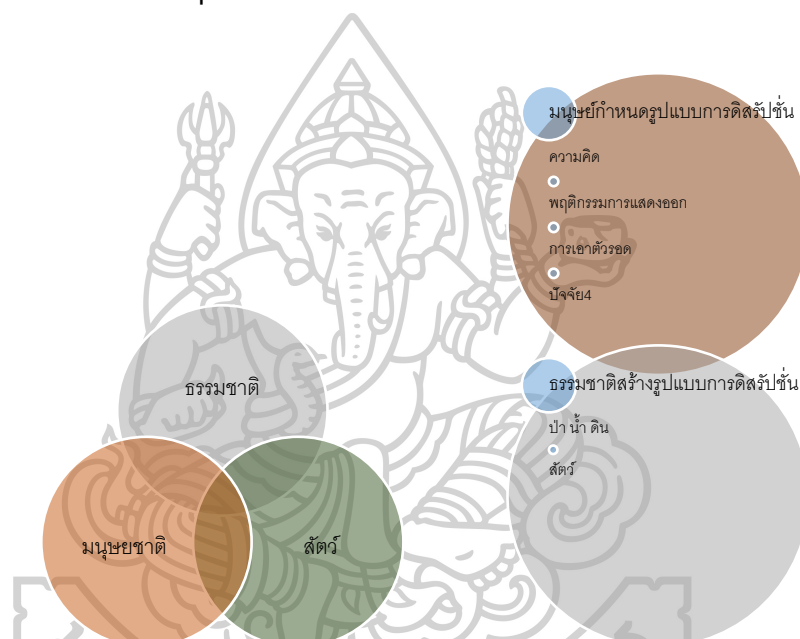 ธรรมชาติ
มนุษยชาติ
สัตว์
มนุษย์กำหนดรูปแบบการดิสรัปชั่น
ความคิด
พฤติกรรมการแสดงออก
การเอาตัวรอด
ปัจจัย4
ธรรมชาติสร้างรูปแบบการดิสรัปชั่น
ป่า น้ำ ดิน
สัตว์